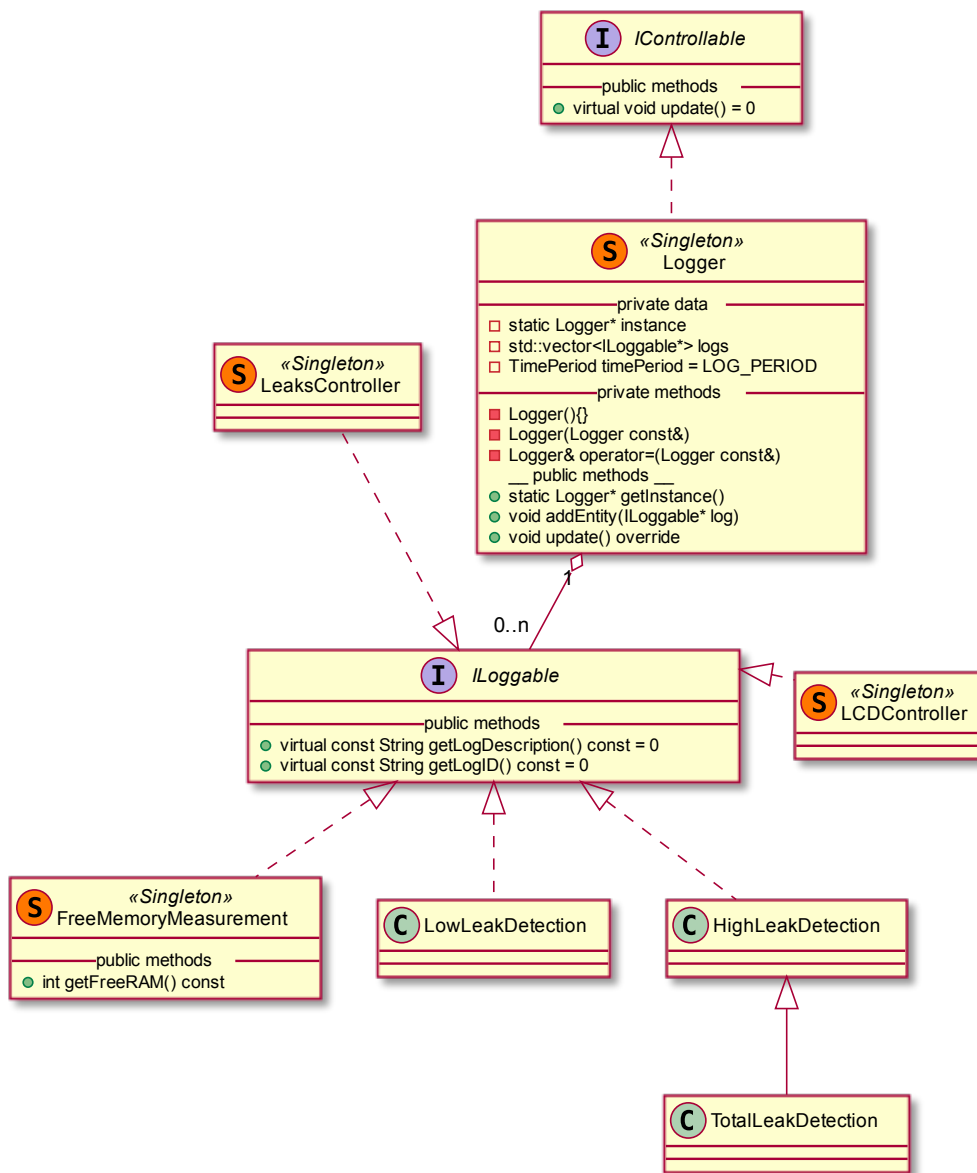 I
IControllable
public methods
virtual void update() = 0
S
«Singleton»
Logger
private data
static Logger* instance
std::vector<ILoggable*> logs
TimePeriod timePeriod = LOG_PERIOD
private methods
Logger(){}
Logger(Logger const&)
Logger& operator=(Logger const&)
__ public methods __
static Logger* getInstance()
void addEntity(ILoggable* log)
void update() override
S
«Singleton»
LeaksController
1
0..n
I
ILoggable
public methods
virtual const String getLogDescription() const = 0
virtual const String getLogID() const = 0
S
«Singleton»
LCDController
S
«Singleton»
FreeMemoryMeasurement
public methods
int getFreeRAM() const
C
LowLeakDetection
C
HighLeakDetection
C
TotalLeakDetection